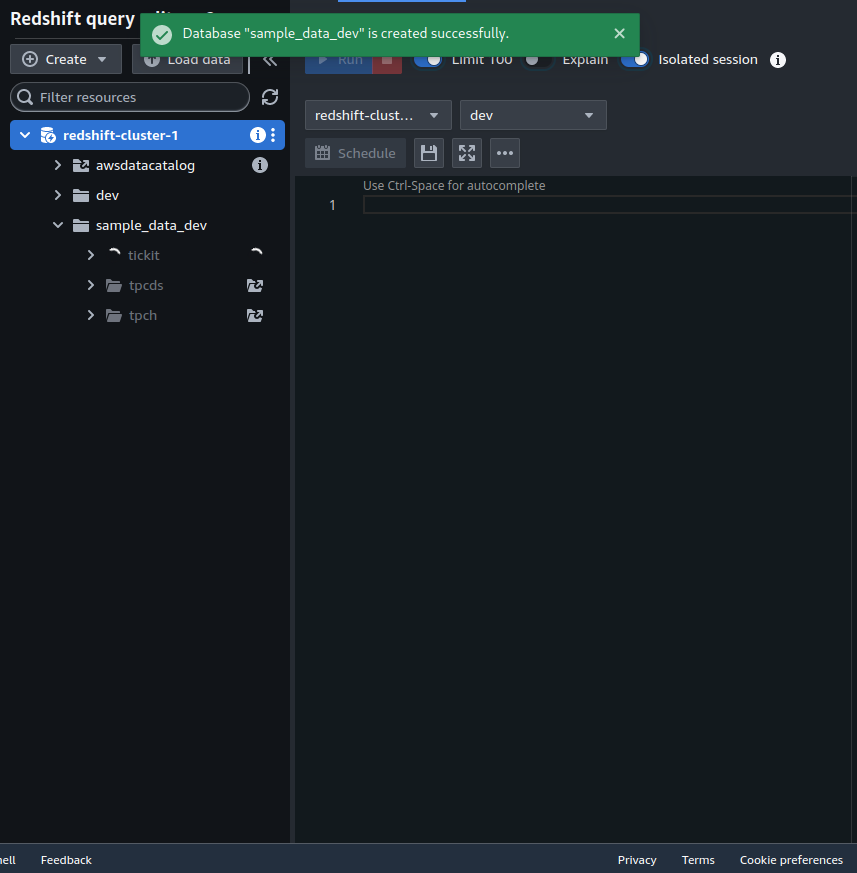 Redshift query
Database "sample_data_dev" is created successfully.
Create
Load data
Run
Limit 100
Explain
Isolated session
Filter resources
redshift-clust...
dev
Schedule
redshift-cluster-1
awsdatacatalog
dev
sample_data_dev
tickit
tpcds
tpch
Use Ctrl-Space for autocomplete
1
Feedback
Privacy
Terms
Cookie preferences